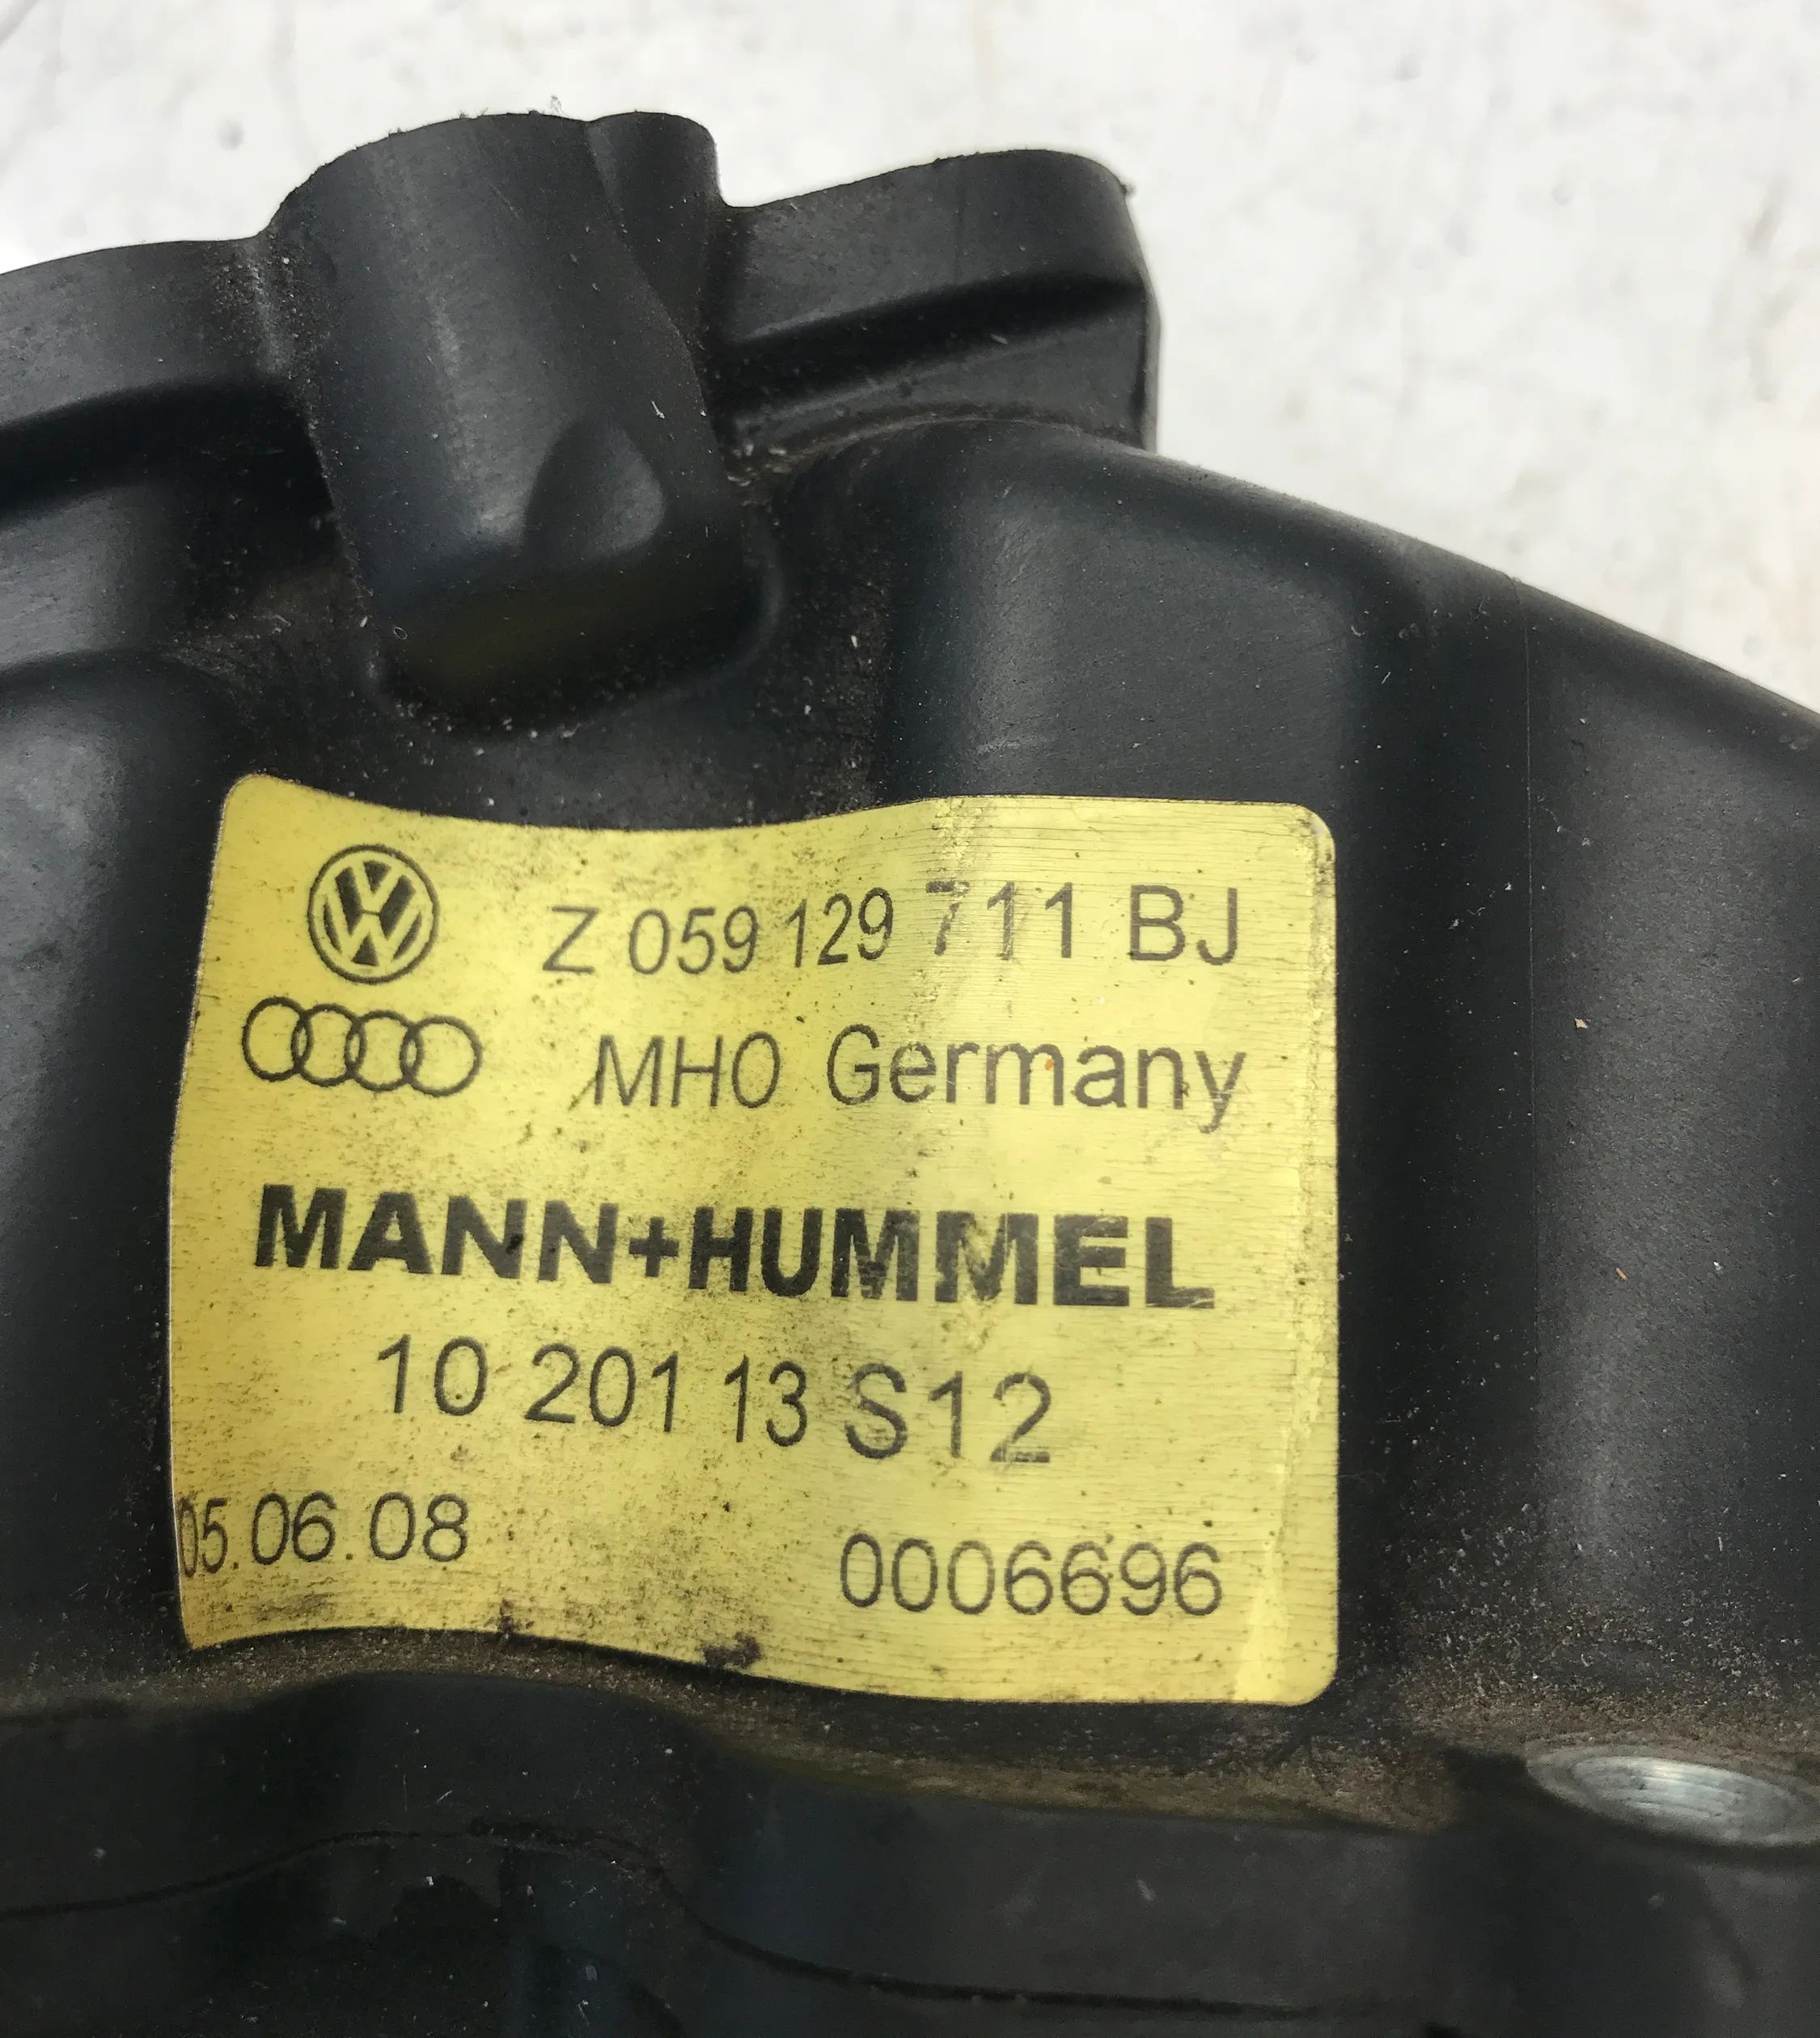 Z 059 129 711 BJ
MHO Germany
MANN+HUMMEL
10 201 13 S12
05.06.08 0006696